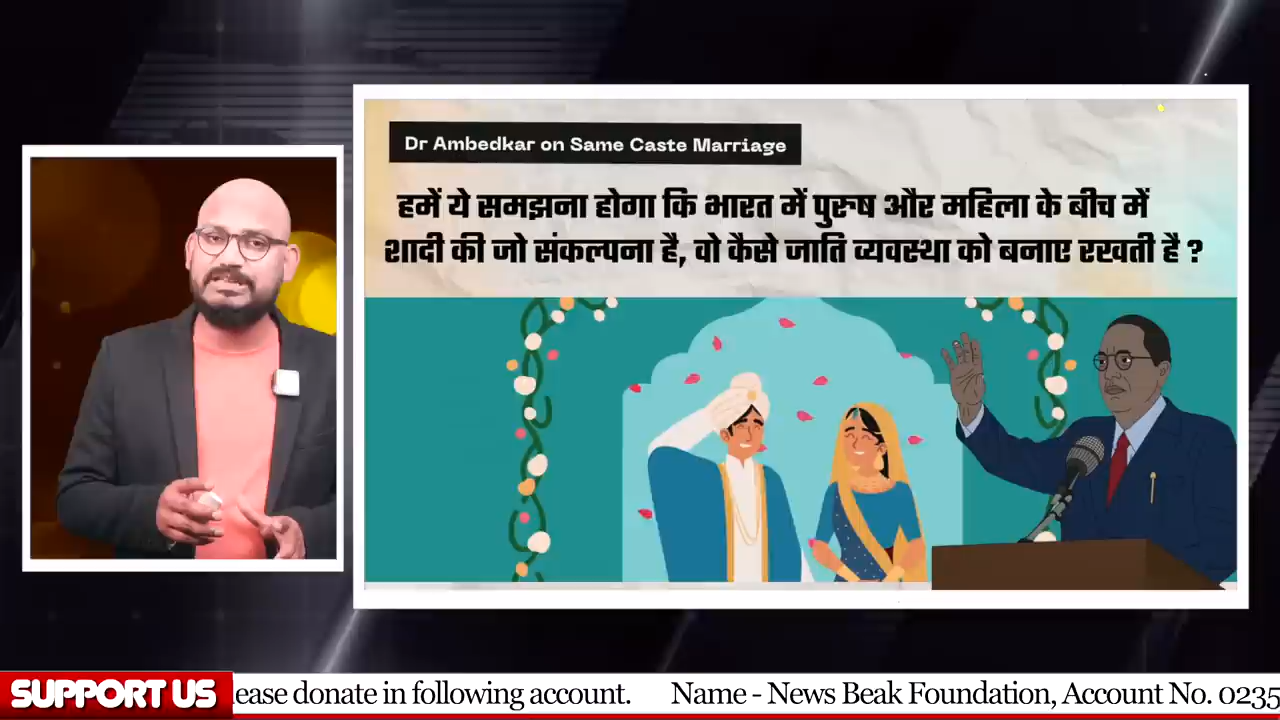 Dr Ambedkar on Same Caste Marriage
हमें ये समझना होगा कि भारत में पुरुष और महिला के बीच में
शादी की जो संकल्पना है, वो कैसे जाति व्यवस्था को बनाए रखती है ?
SUPPORT US
ease donate in following account. Name - News Beak Foundation, Account No. 0235